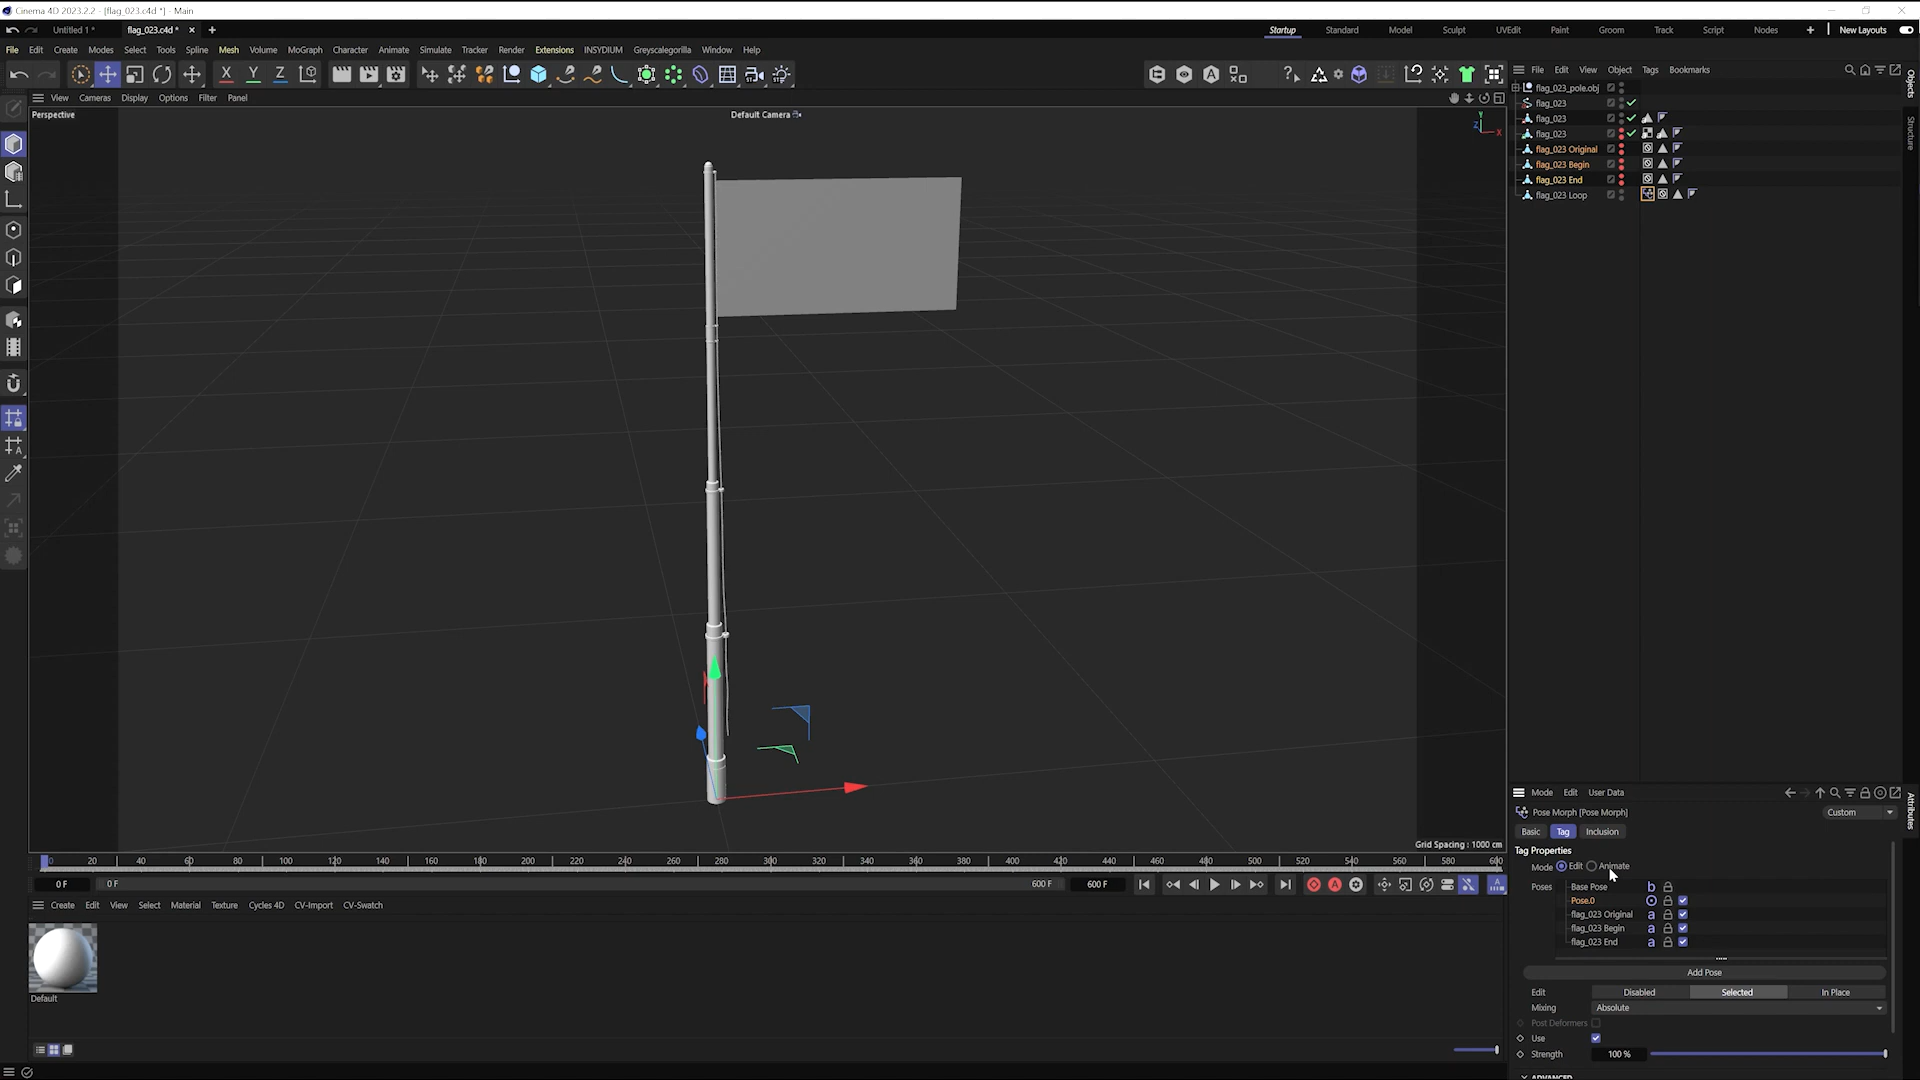 Cinema 4D 2023.2.2 - [flag_023.c4d *] - Main
Untitled 1 *
flag_023.c4d *
Startup Standard Model Sculpt UVEdit Paint Groom Track Script Nodes New Layouts
File Edit Create Modes Select Tools Spline Mesh Volume MoGraph Character Animate Simulate Tracker Render Extensions INSYDIUM Greyscalegorilla Window Help
X Y Z
File Edit View Object Tags Bookmarks
View Cameras Display Options Filter Panel
Perspective
Default Camera
Y
Z
X
flag_023_pole.obj
flag_023
flag_023
flag_023
flag_023 Original
flag_023 Begin
flag_023 End
flag_023 Loop
Objects
Structure
Grid Spacing : 1000 cm
0 20 40 60 80 100 120 140 160 180 200 220 240 260 280 300 320 340 360 380 400 420 440 460 480 500 520 540 560 580 600
0 F
0 F
600 F
600 F
Create Edit View Select Material Texture Cycles 4D CV-Import CV-Swatch
Default
Mode Edit User Data
Pose Morph [Pose Morph]
Custom
Basic Tag Inclusion
Tag Properties
Mode Edit Animate
Poses
Base Pose b
Pose.0
flag_023 Original a
flag_023 Begin a
flag_023 End a
Add Pose
Edit Disabled Selected In Place
Mixing Absolute
Post Deformers
Use
Strength 100 %
ADVANCED
Attributes